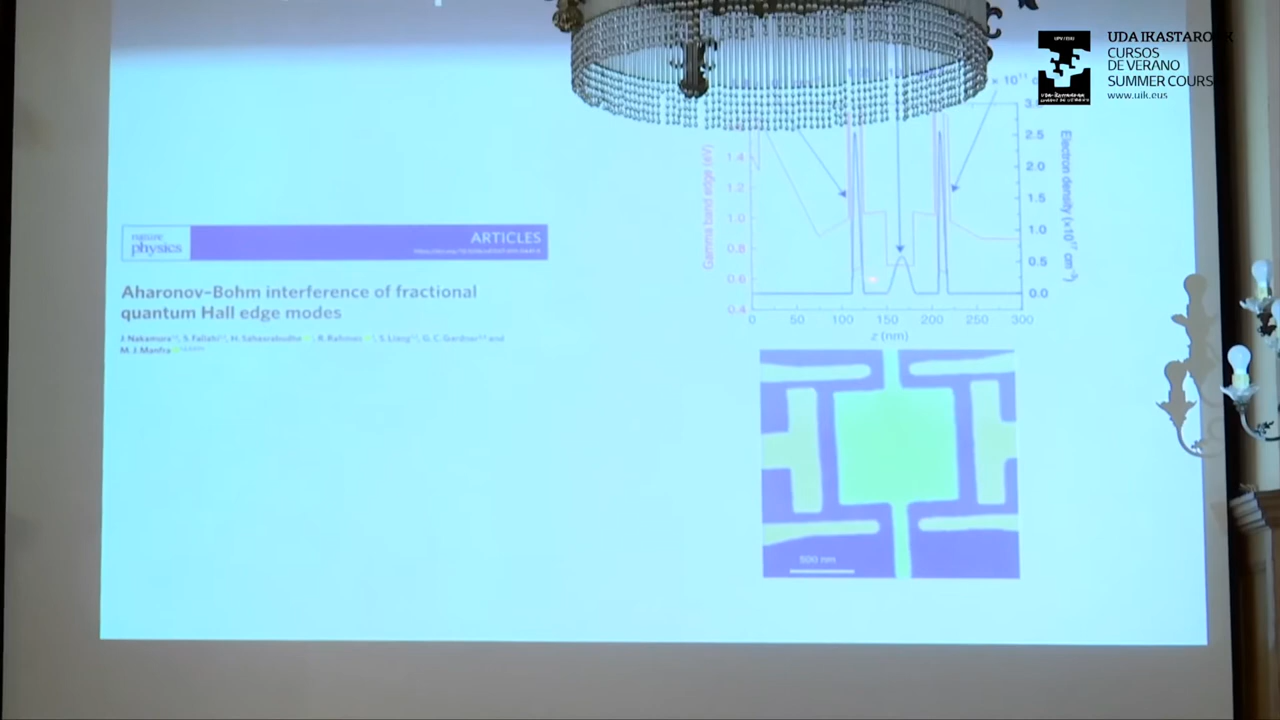 UDA IKASTAROAK
CURSOS
DE VERANO
SUMMER COURS
www.uik.eus
nature
physics
ARTICLES
Aharonov–Bohm interference of fractional
quantum Hall edge modes
J. Nakamura, S. Fallahi, H. Sahasrabudhe, R. Rahman, S. Liang, G. C. Gardner and
M. J. Manfra
Gamma band edge (eV)
1.4
1.2
1.0
0.8
0.6
0.4
0 50 100 150 200 250 300
z (nm)
2.5
2.0
1.5
1.0
0.5
0.0
Electron density (×10¹⁷ cm⁻³)
500 nm